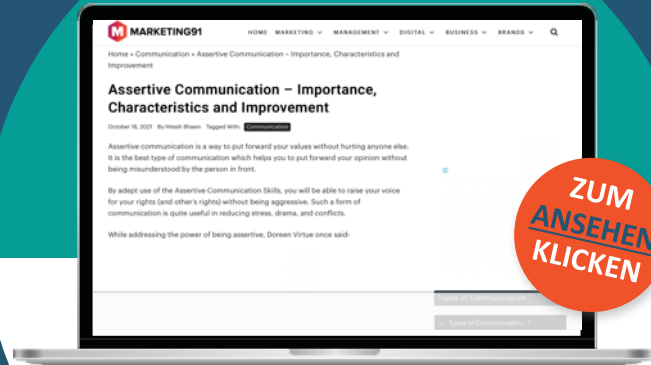 M MARKETING91
HOME MARKETING MANAGEMENT DIGITAL BUSINESS BRANDS
Home » Communication » Assertive Communication – Importance, Characteristics and
Improvement
Assertive Communication – Importance,
Characteristics and Improvement
October 18, 2021 By Hitesh Bhasin Tagged With: Communication
Assertive communication is a way to put forward your values without hurting anyone else.
It is the best type of communication which helps you to put forward your opinion without
being misunderstood by the person in front.
By adept use of the Assertive Communication Skills, you will be able to raise your voice
for your rights (and other's rights) without being aggressive. Such a form of
communication is quite useful in reducing stress, drama, and conflicts.
While addressing the power of being assertive, Doreen Virtue once said-
ZUM
ANSEHEN
KLICKEN
Types of Communication
Types of Communication - 1